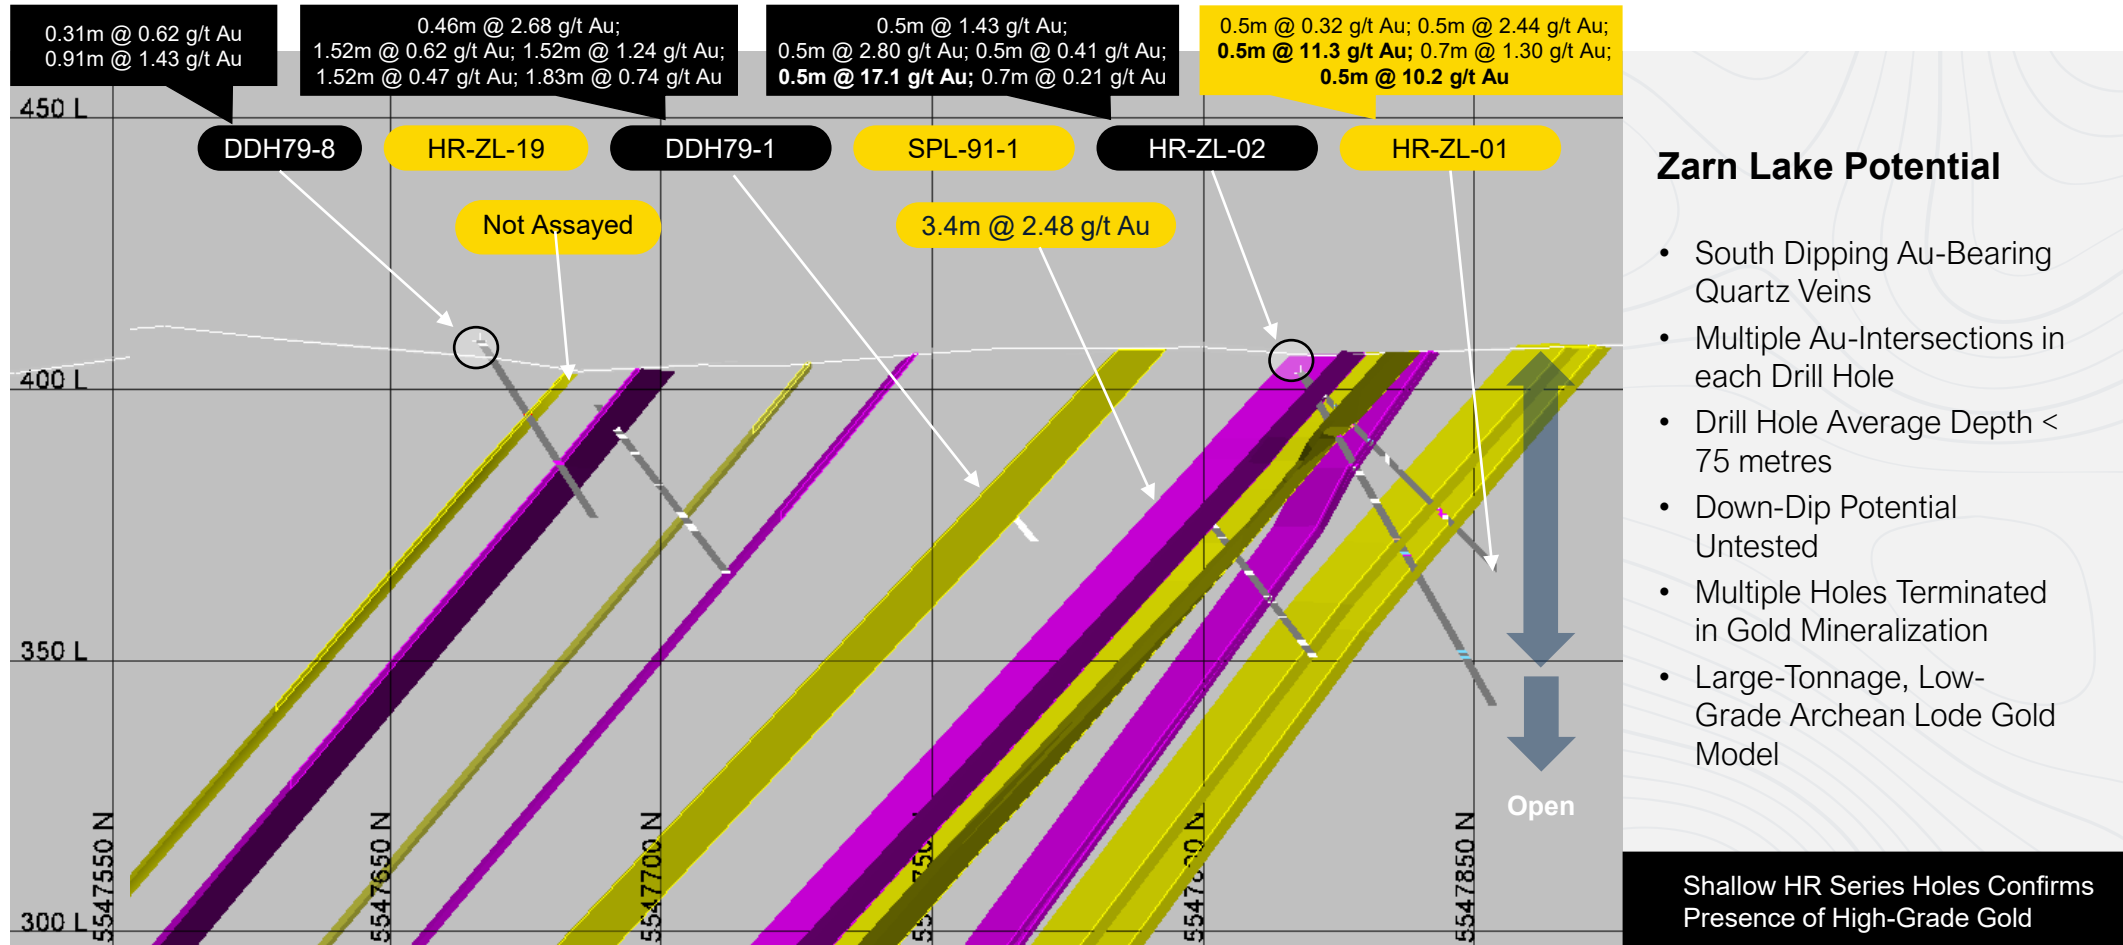 0.31m @ 0.62 g/t Au
0.91m @ 1.43 g/t Au
0.46m @ 2.68 g/t Au;
1.52m @ 0.62 g/t Au; 1.52m @ 1.24 g/t Au;
1.52m @ 0.47 g/t Au; 1.83m @ 0.74 g/t Au
0.5m @ 1.43 g/t Au;
0.5m @ 2.80 g/t Au; 0.5m @ 0.41 g/t Au;
0.5m @ 17.1 g/t Au; 0.7m @ 0.21 g/t Au
0.5m @ 0.32 g/t Au; 0.5m @ 2.44 g/t Au;
0.5m @ 11.3 g/t Au; 0.7m @ 1.30 g/t Au;
0.5m @ 10.2 g/t Au
450 L
DDH79-8
HR-ZL-19
DDH79-1
SPL-91-1
HR-ZL-02
HR-ZL-01
Not Assayed
3.4m @ 2.48 g/t Au
400 L
350 L
300 L
5547550 N
5547650 N
5547700 N
5547850 N
Open
Zarn Lake Potential
• South Dipping Au-Bearing
Quartz Veins
• Multiple Au-Intersections in
each Drill Hole
• Drill Hole Average Depth <
75 metres
• Down-Dip Potential
Untested
• Multiple Holes Terminated
in Gold Mineralization
• Large-Tonnage, Low-
Grade Archean Lode Gold
Model
Shallow HR Series Holes Confirms
Presence of High-Grade Gold